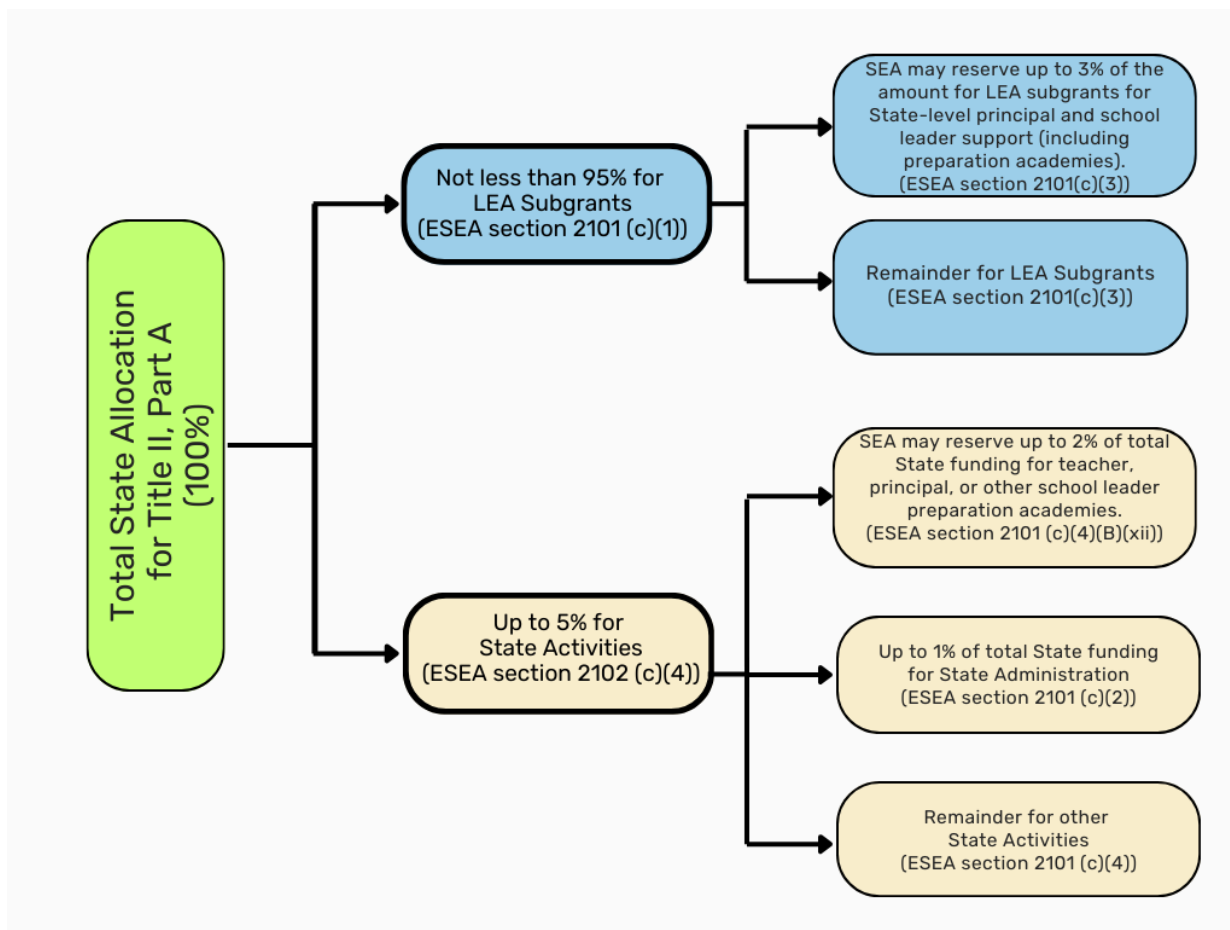 Total State Allocation
for Title II, Part A
(100%)
Not less than 95% for
LEA Subgrants
(ESEA section 2101 (c)(1))
SEA may reserve up to 3% of the
amount for LEA subgrants for
State-level principal and school
leader support (including
preparation academies).
(ESEA section 2101(c)(3))
Remainder for LEA Subgrants
(ESEA section 2101(c)(3))
Up to 5% for
State Activities
(ESEA section 2102 (c)(4))
SEA may reserve up to 2% of total
State funding for teacher,
principal, or other school leader
preparation academies.
(ESEA section 2101 (c)(4)(B)(xii))
Up to 1% of total State funding
for State Administration
(ESEA section 2101 (c)(2))
Remainder for other
State Activities
(ESEA section 2101 (c)(4))